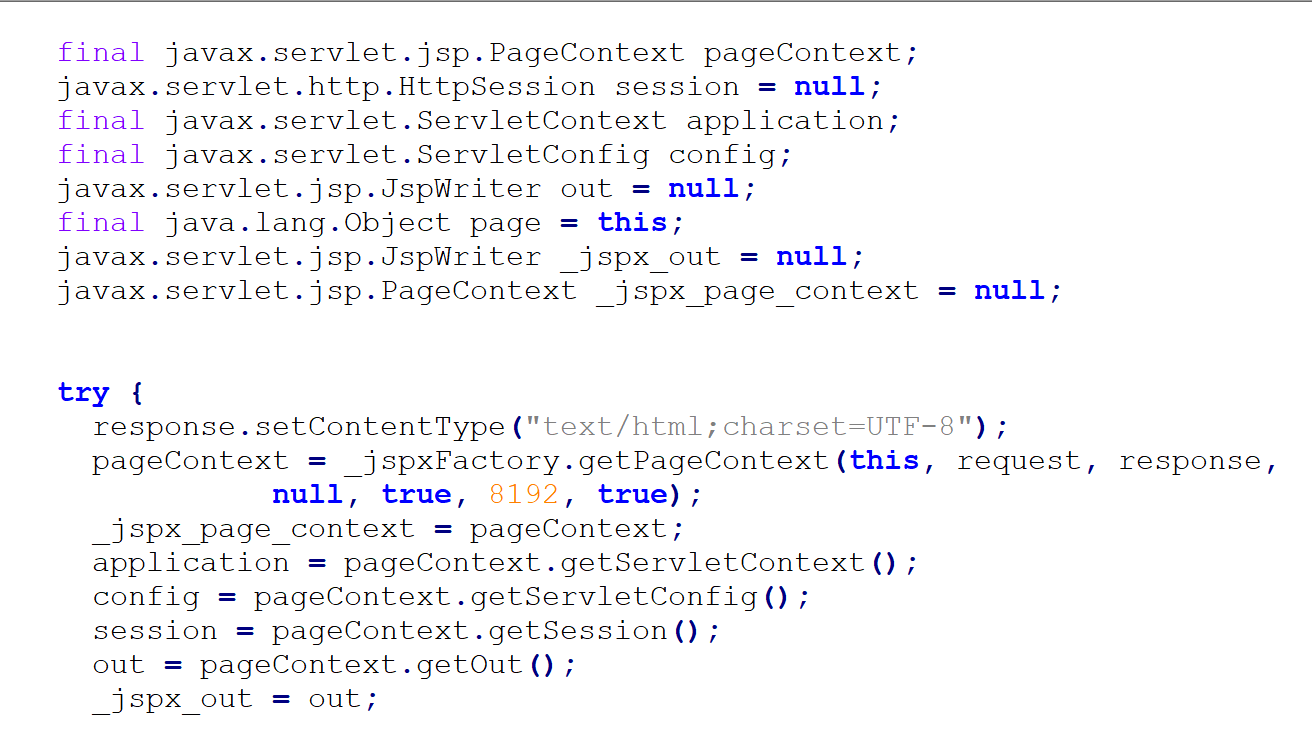 final javax.servlet.jsp.PageContext pageContext;
javax.servlet.http.HttpSession session = null;
final javax.servlet.ServletContext application;
final javax.servlet.ServletConfig config;
javax.servlet.jsp.JspWriter out = null;
final java.lang.Object page = this;
javax.servlet.jsp.JspWriter _jspx_out = null;
javax.servlet.jsp.PageContext _jspx_page_context = null;
try {
response.setContentType("text/html;charset=UTF-8");
pageContext = _jspxFactory.getPageContext(this, request, response,
null, true, 8192, true);
_jspx_page_context = pageContext;
application = pageContext.getServletContext();
config = pageContext.getServletConfig();
session = pageContext.getSession();
out = pageContext.getOut();
_jspx_out = out;